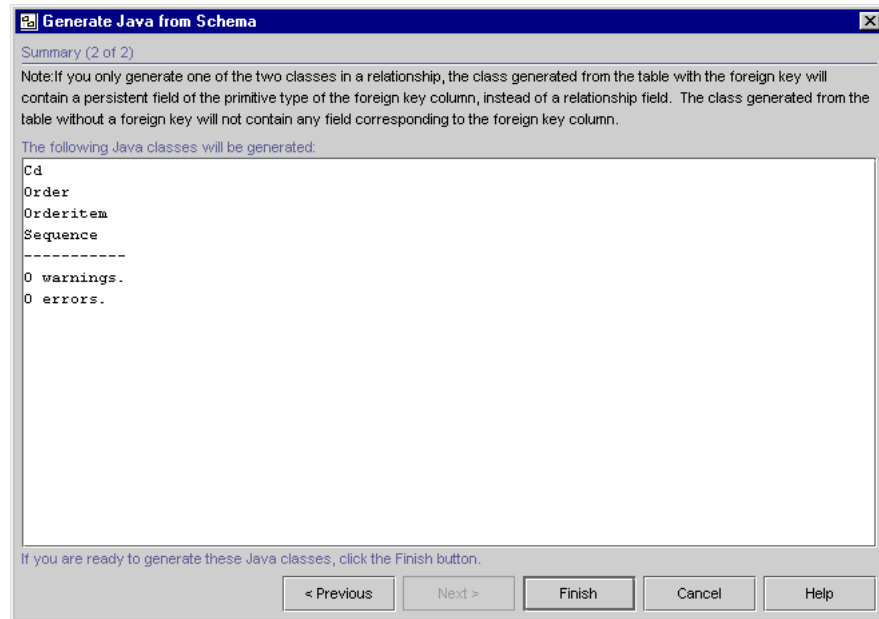 Generate Java from Schema
Summary (2 of 2)
Note:If you only generate one of the two classes in a relationship, the class generated from the table with the foreign key will
contain a persistent field of the primitive type of the foreign key column, instead of a relationship field. The class generated from the
table without a foreign key will not contain any field corresponding to the foreign key column.
The following Java classes will be generated:
Cd
Order
Orderitem
Sequence
-----------
0 warnings.
0 errors.
If you are ready to generate these Java classes, click the Finish button.
< Previous Next > Finish Cancel Help